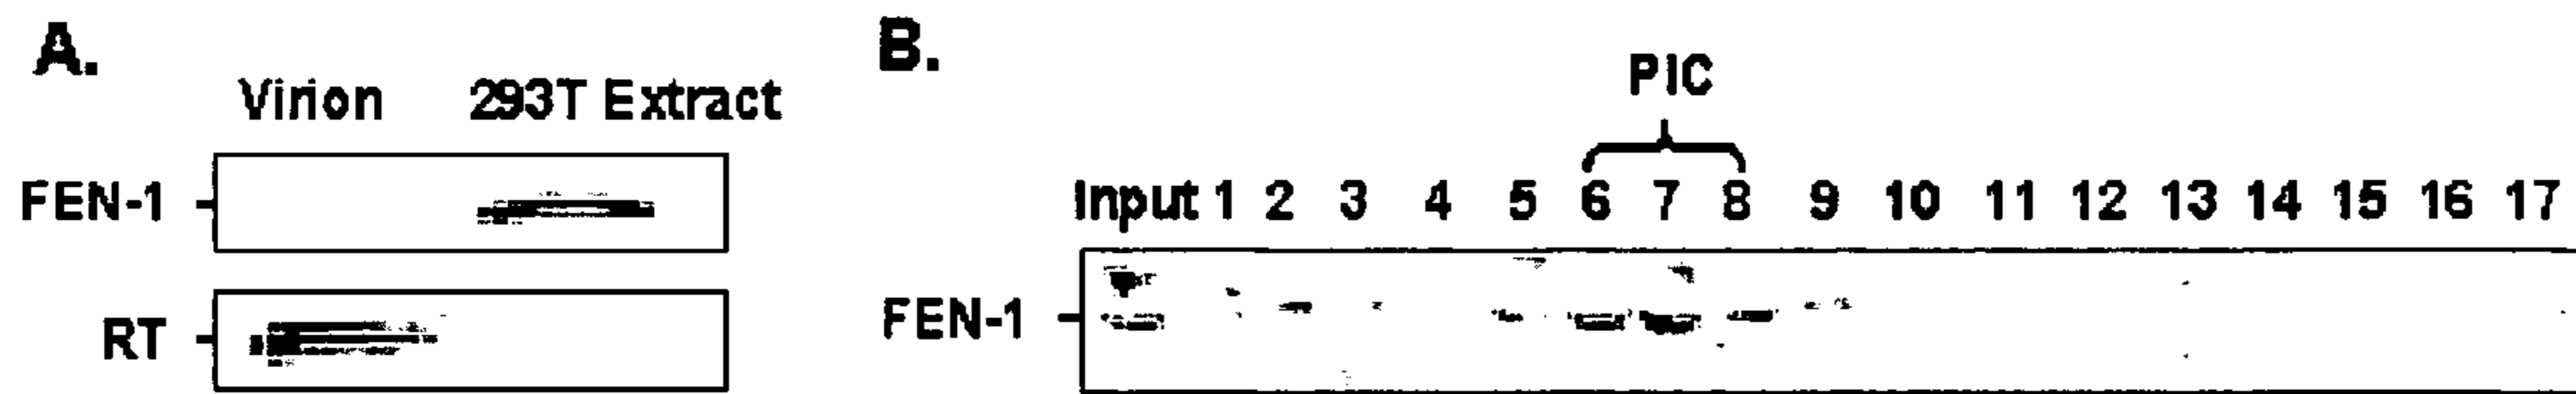 A.
Virion 293T Extract
FEN-1
RT
B.
PIC
Input 1 2 3 4 5 6 7 8 9 10 11 12 13 14 15 16 17
FEN-1